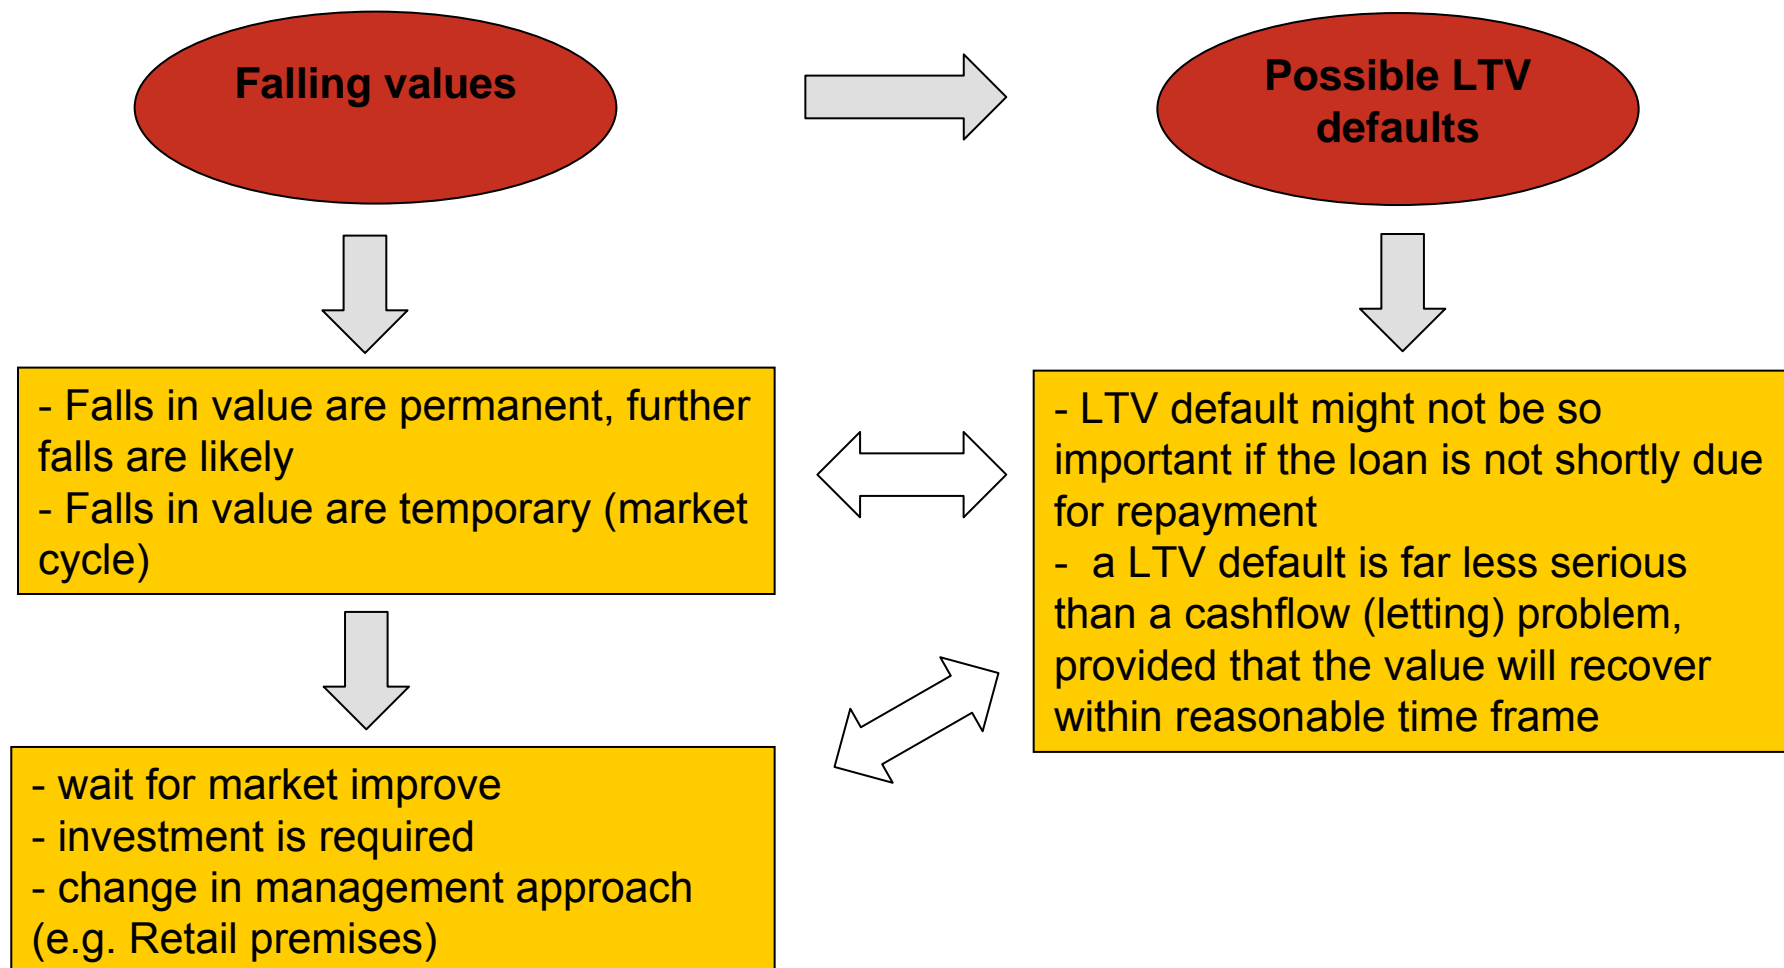 Falling values
Possible LTV
defaults
- Falls in value are permanent, further
falls are likely
- Falls in value are temporary (market
cycle)
- LTV default might not be so
important if the loan is not shortly due
for repayment
-  a LTV default is far less serious
than a cashflow (letting) problem,
provided that the value will recover
within reasonable time frame
- wait for market improve
- investment is required
- change in management approach
(e.g. Retail premises)